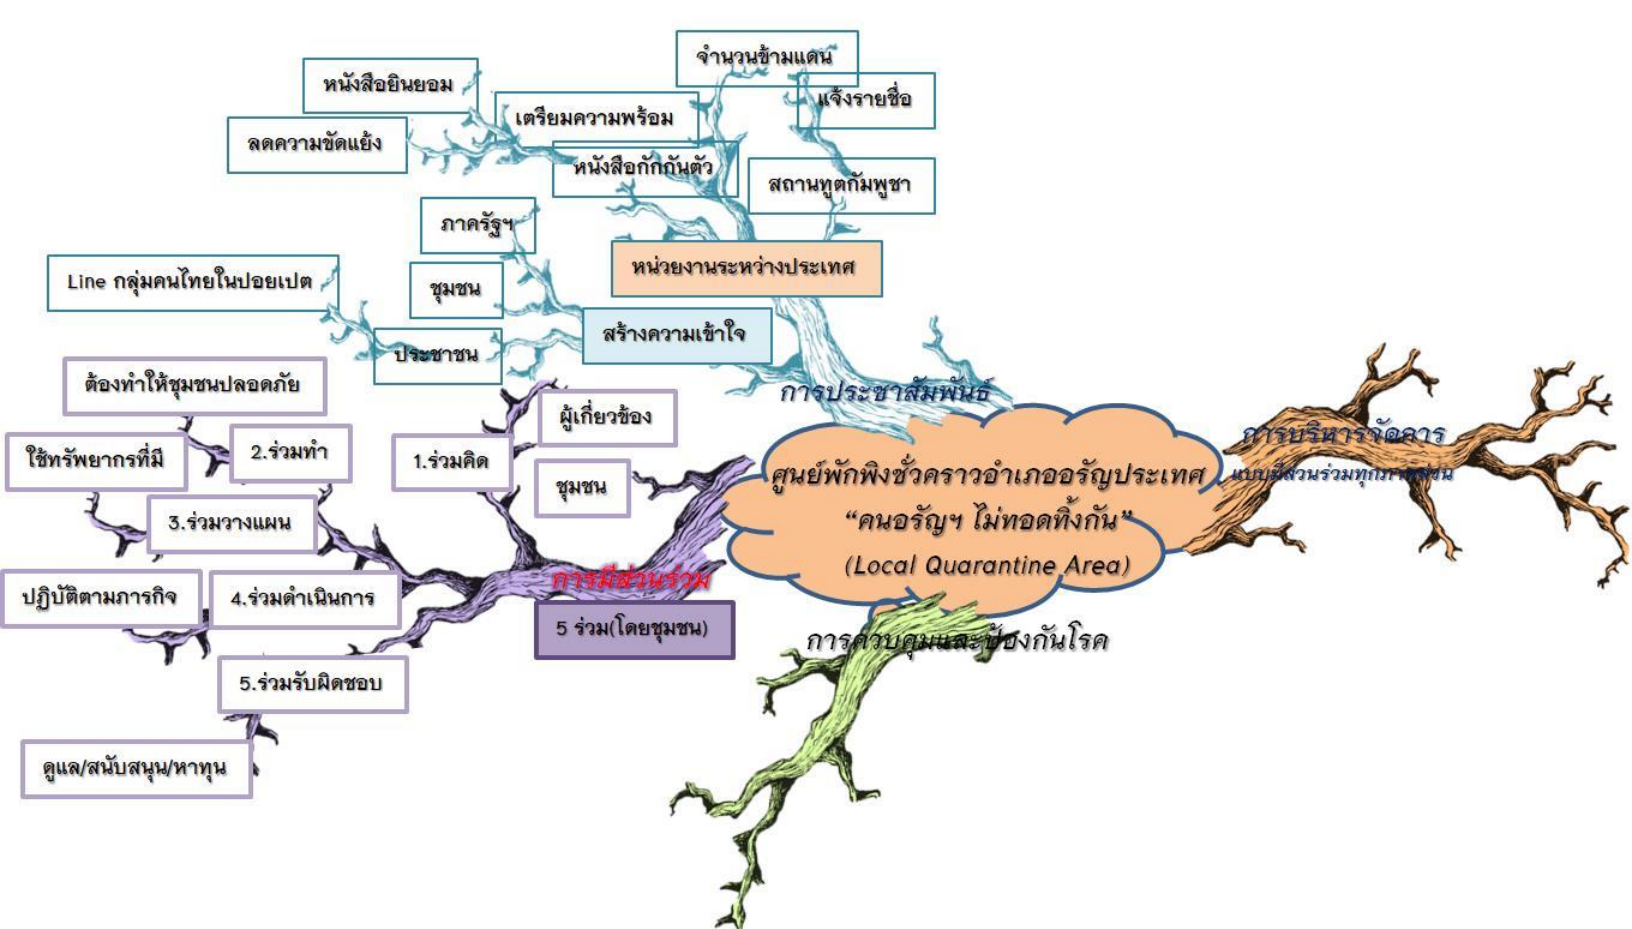 จำนวนข้ามแดน
หนังสือยินยอม
แจ้งรายชื่อ
เตรียมความพร้อม
ลดความขัดแย้ง
หนังสือกักกันตัว
สถานทูตกัมพูชา
ภาครัฐฯ
หน่วยงานระหว่างประเทศ
Line กลุ่มคนไทยในปอยเปต
ชุมชน
สร้างความเข้าใจ
ประชาชน
การประชาสัมพันธ์
ต้องทำให้ชุมชนปลอดภัย
ผู้เกี่ยวข้อง
การบริหารจัดการ
แบบมีส่วนร่วมทุกภาคส่วน
2.ร่วมทำ
ใช้ทรัพยากรที่มี
1.ร่วมคิด
ชุมชน
ศูนย์พักพิงชั่วคราวอำเภออรัญประเทศ
“คนอรัญฯ ไม่ทอดทิ้งกัน”
(Local Quarantine Area)
3.ร่วมวางแผน
การมีส่วนร่วม
ปฏิบัติตามภารกิจ
4.ร่วมดำเนินการ
5 ร่วม(โดยชุมชน)
การควบคุมและป้องกันโรค
5.ร่วมรับผิดชอบ
ดูแล/สนับสนุน/หาทุน